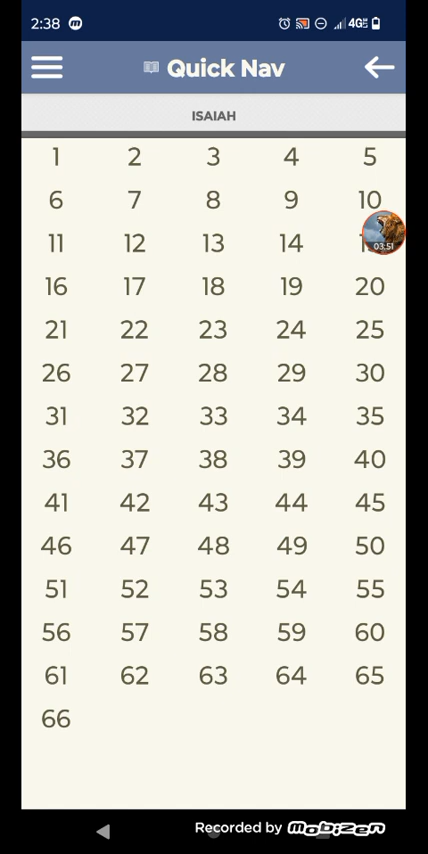 2:38 4G
Quick Nav
ISAIAH
1 2 3 4 5
6 7 8 9 10
11 12 13 14
16 17 18 19 20
21 22 23 24 25
26 27 28 29 30
31 32 33 34 35
36 37 38 39 40
41 42 43 44 45
46 47 48 49 50
51 52 53 54 55
56 57 58 59 60
61 62 63 64 65
66
03:51
Recorded by Mobizen